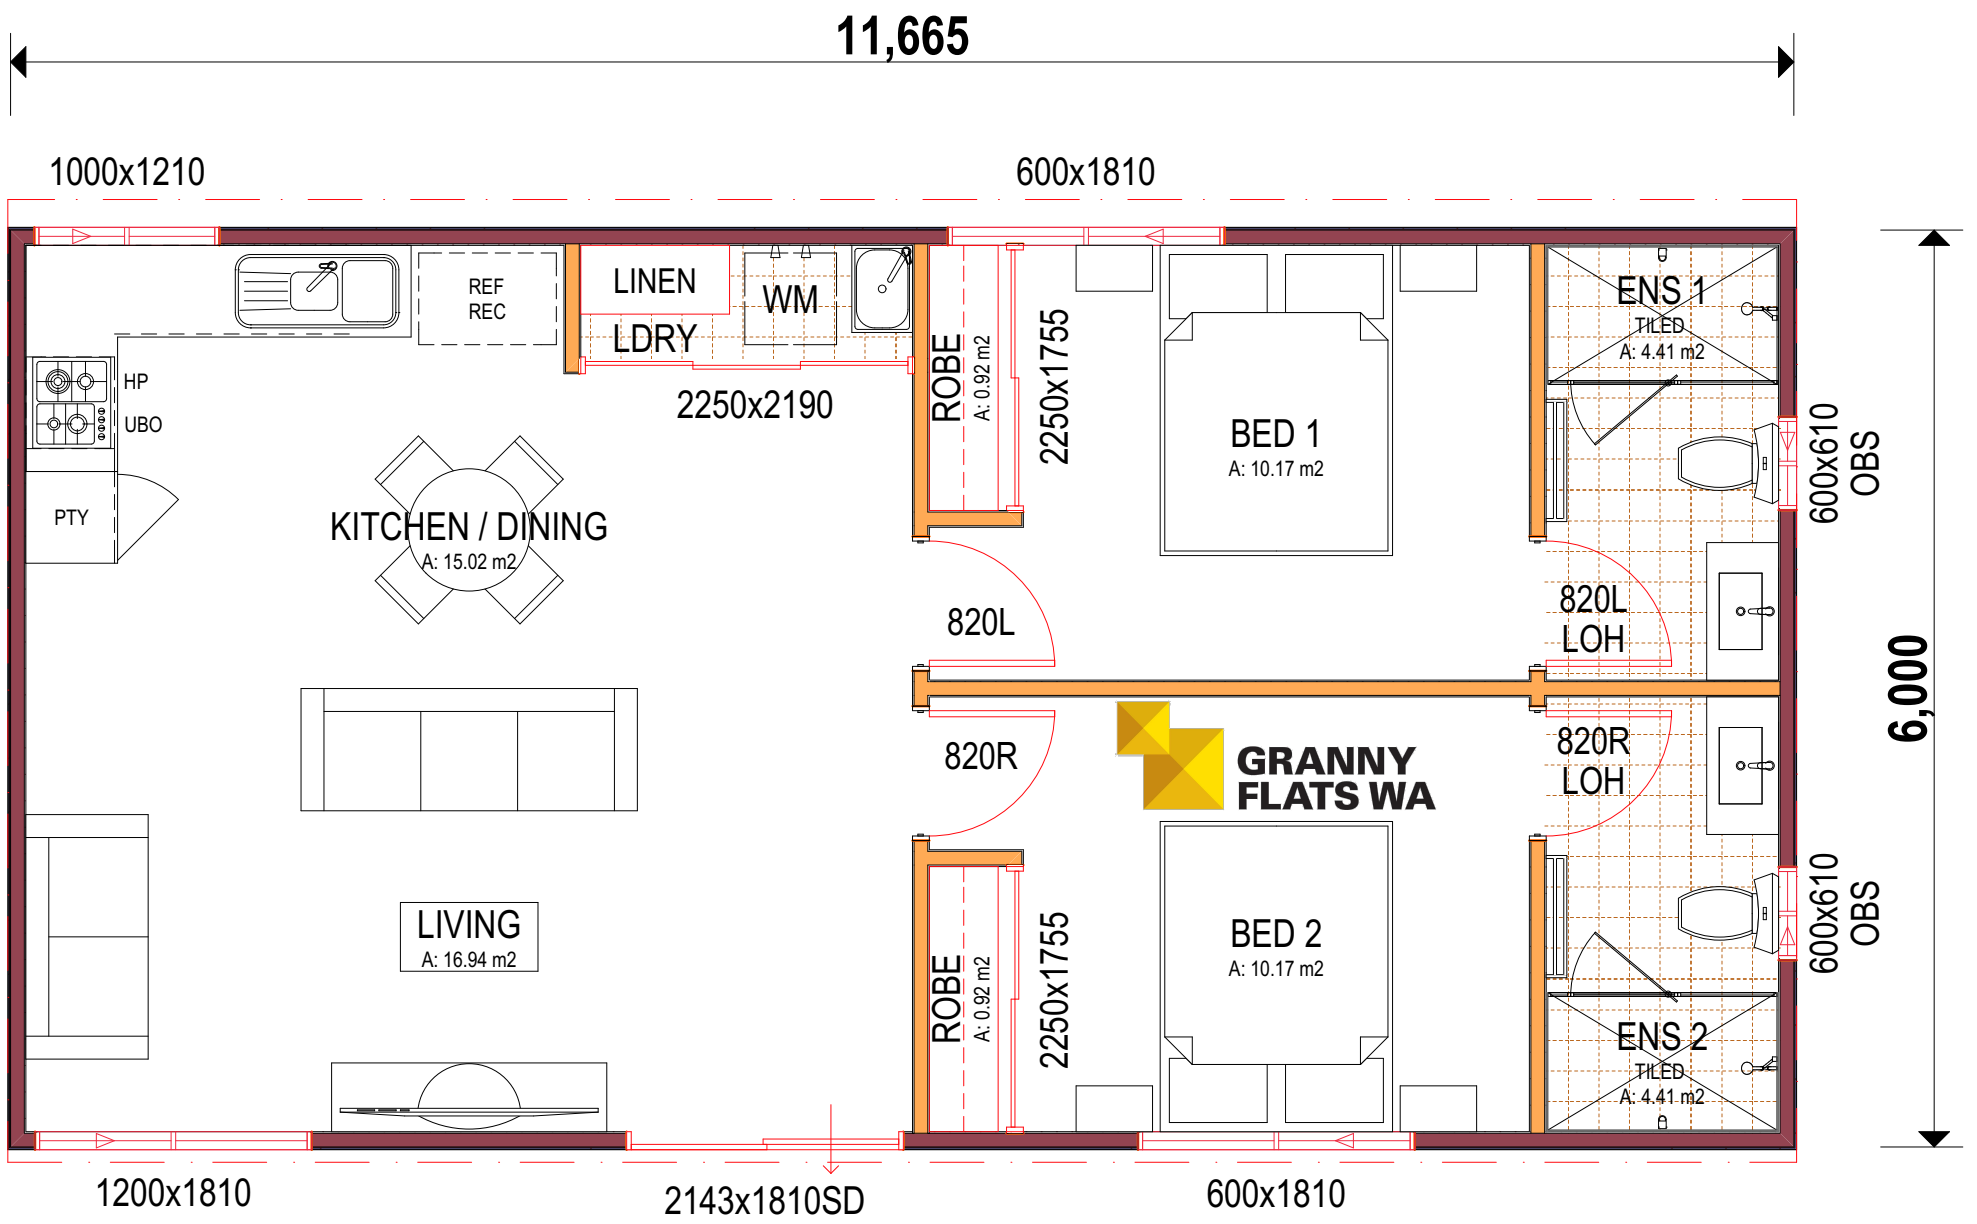 11,665
1000x1210
600x1810
REF
REC
LINEN
WM
LDRY
2250x2190
HP
UBO
PTY
KITCHEN / DINING
A: 15.02 m2
ROBE
A: 0.92 m2
2250x1755
BED 1
A: 10.17 m2
ENS 1
TILED
A: 4.41 m2
600x610
OBS
820L
820L
LOH
6,000
820R
GRANNY
FLATS WA
820R
LOH
LIVING
A: 16.94 m2
ROBE
A: 0.92 m2
2250x1755
BED 2
A: 10.17 m2
600x610
OBS
ENS 2
TILED
A: 4.41 m2
1200x1810
2143x1810SD
600x1810